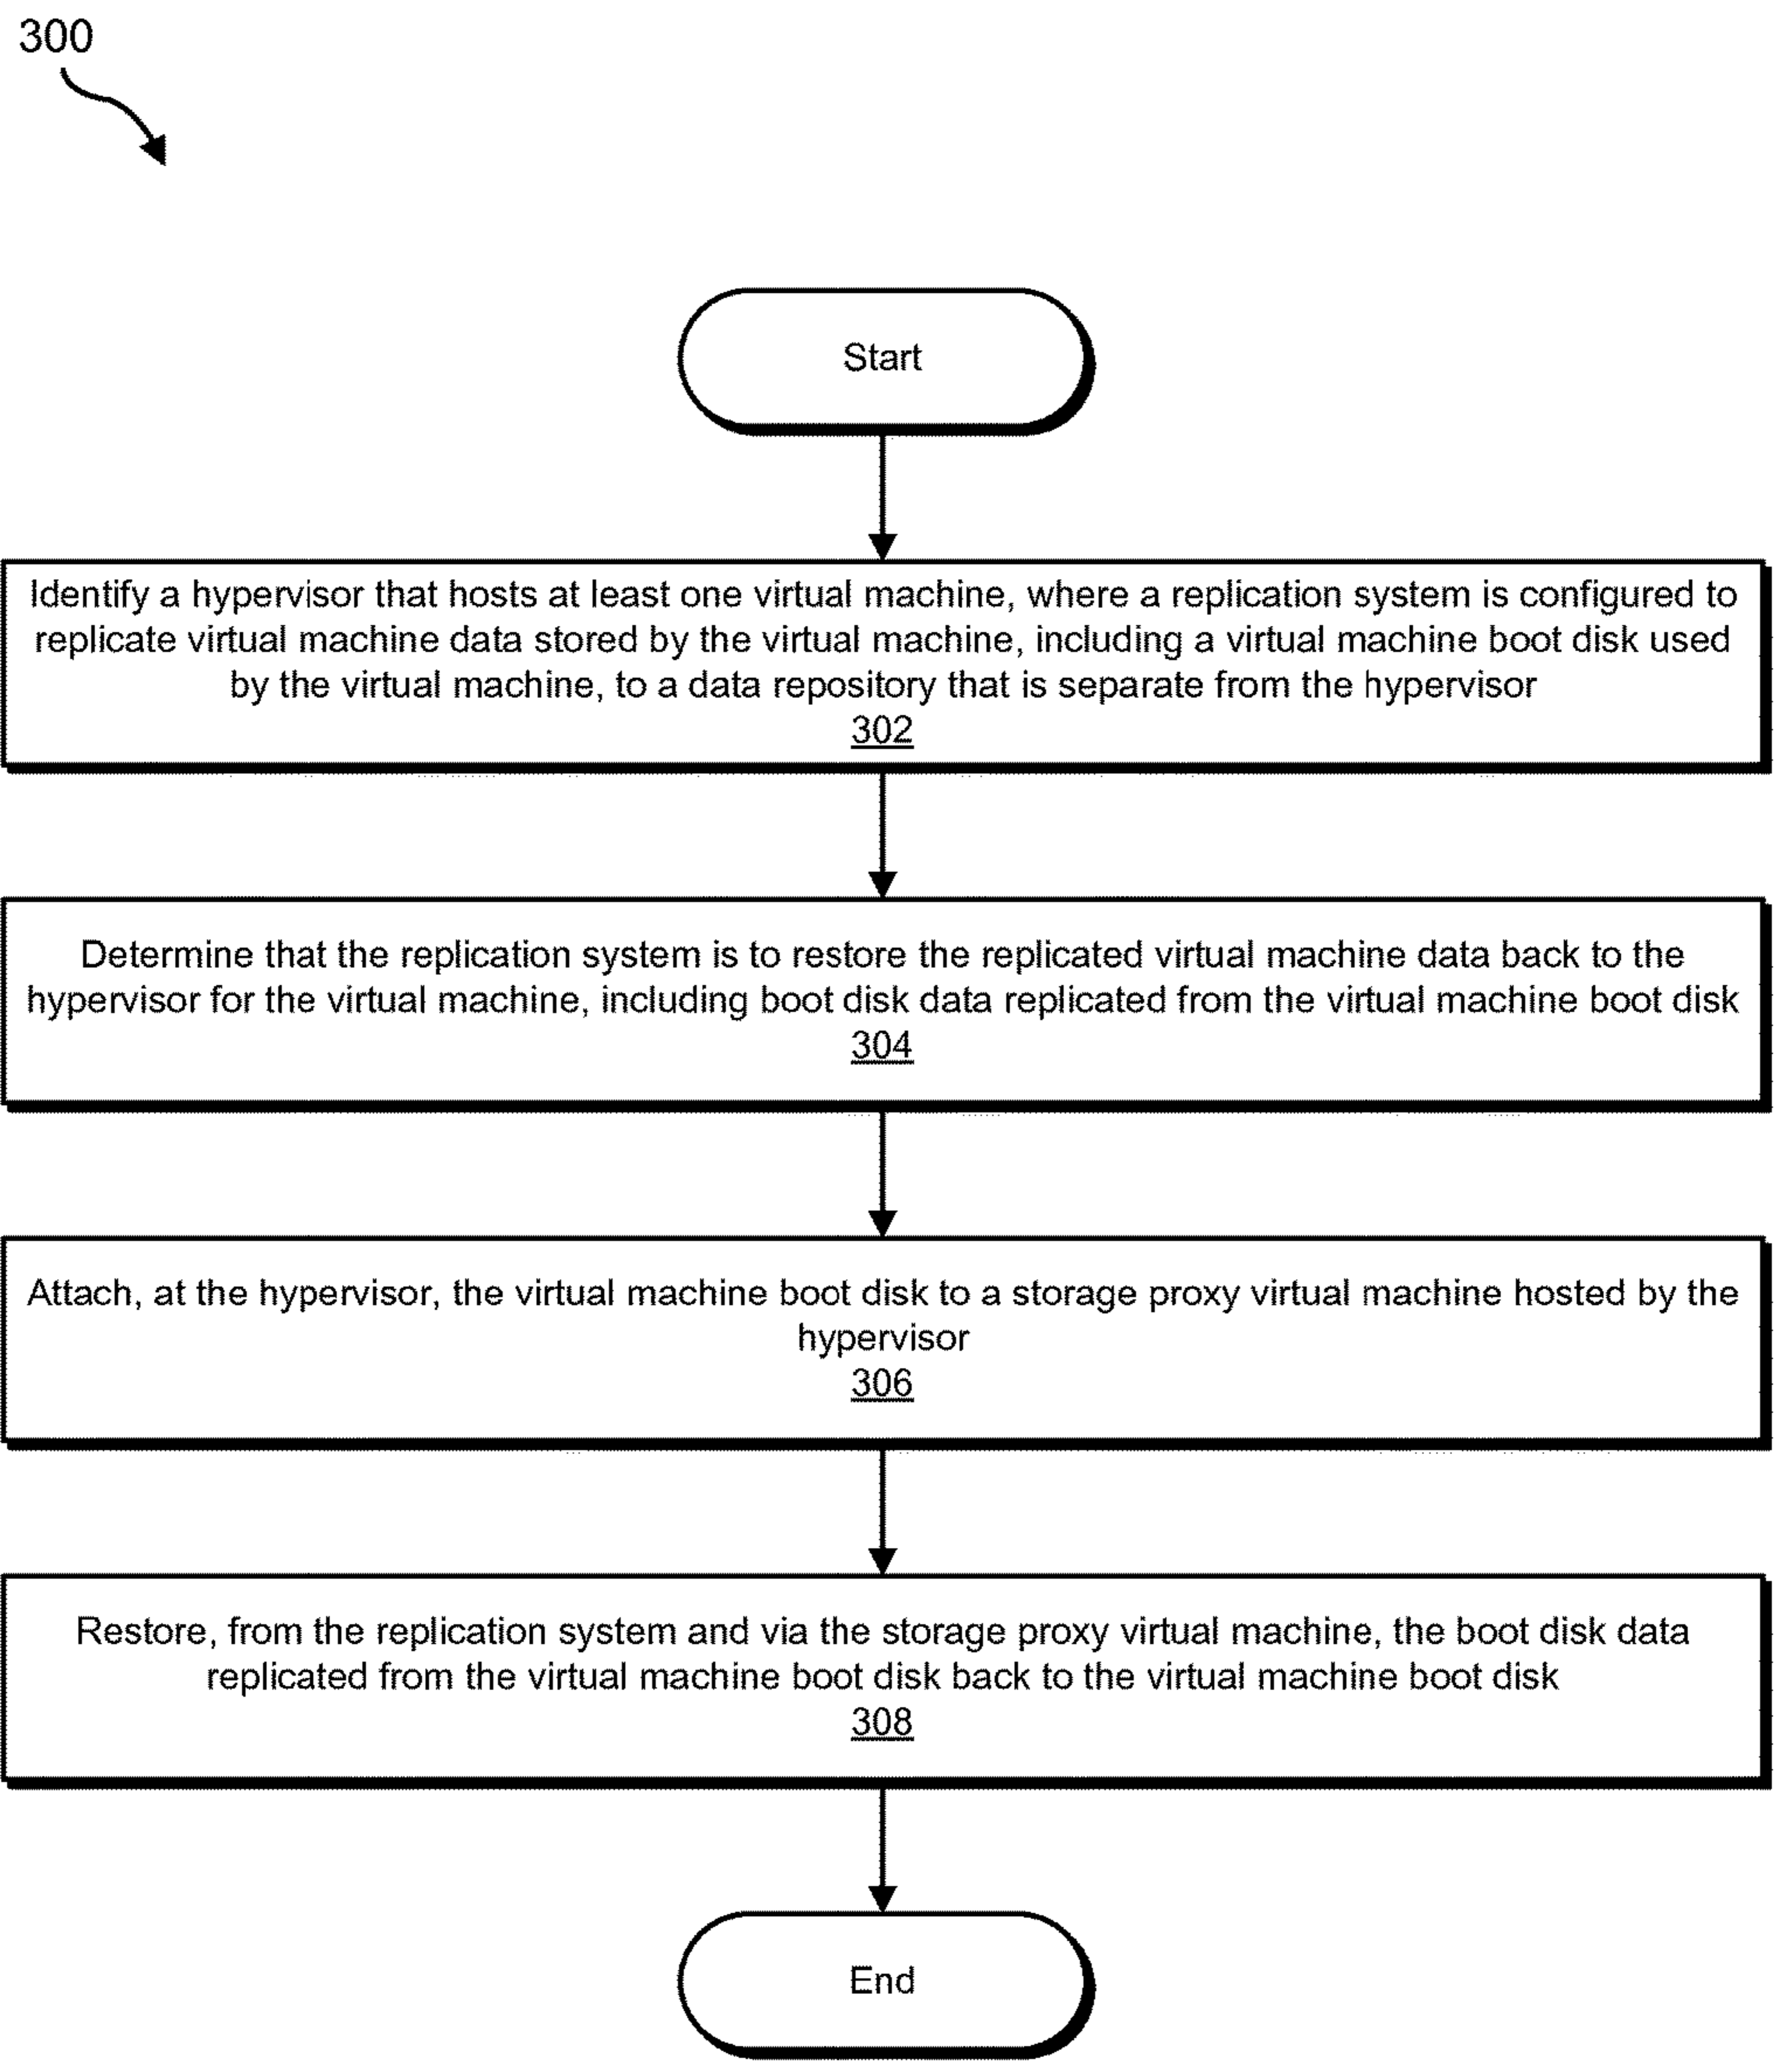 300
Start
Identify a hypervisor that hosts at least one virtual machine, where a replication system is configured to
replicate virtual machine data stored by the virtual machine, including a virtual machine boot disk used
by the virtual machine, to a data repository that is separate from the hypervisor
302
Determine that the replication system is to restore the replicated virtual machine data back to the
hypervisor for the virtual machine, including boot disk data replicated from the virtual machine boot disk
304
Attach, at the hypervisor, the virtual machine boot disk to a storage proxy virtual machine hosted by the
hypervisor
306
Restore, from the replication system and via the storage proxy virtual machine, the boot disk data
replicated from the virtual machine boot disk back to the virtual machine boot disk
308
End